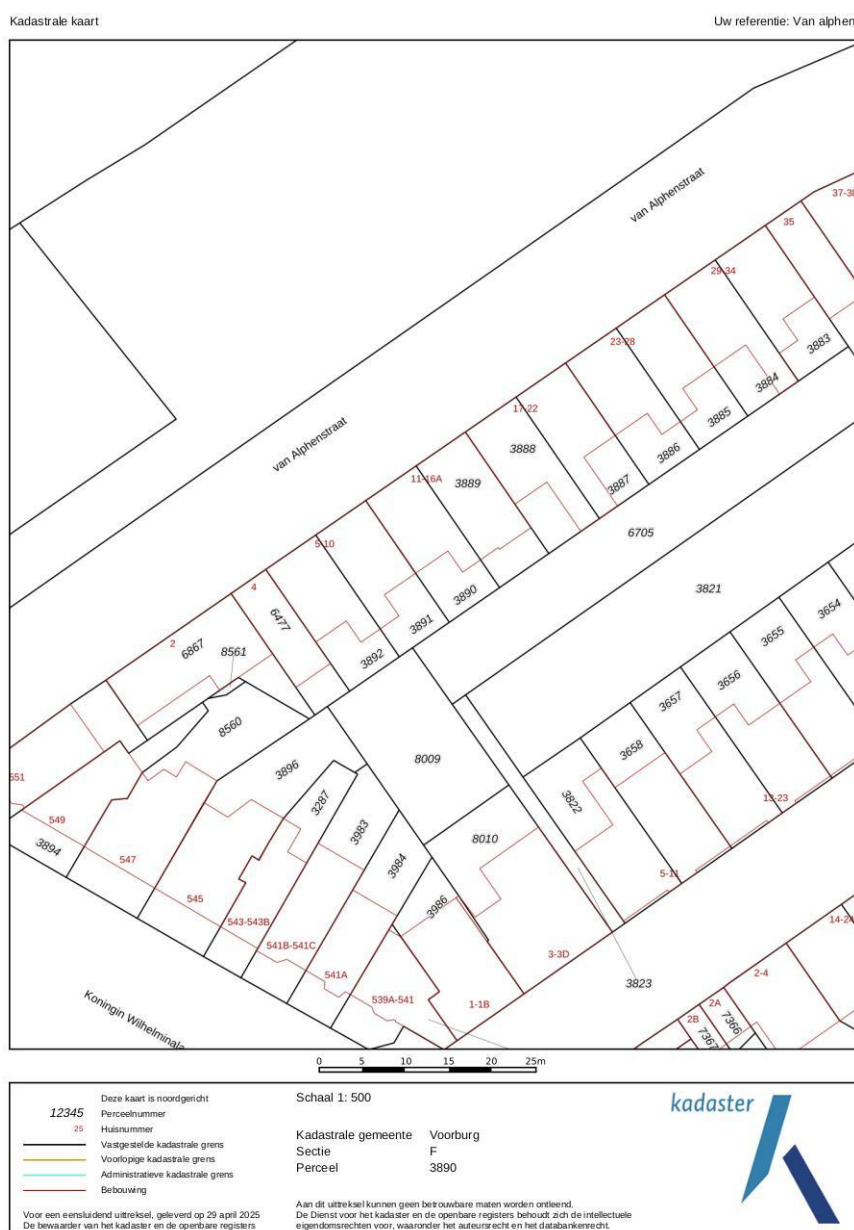 Kadastrale kaart
Uw referentie: Van alphen
van Alphenstraat
37-38
35
29-34
3883
23-28
3884
van Alphenstraat
17-22
3885
3888
3886
11-16A
3889
3887
6705
5-10
3821
4
3890
6477
3891
3654
2
6867
8561
3892
3655
3656
8560
3657
3658
8009
3896
551
3287
3822
13-23
549
3983
8010
3894
547
3984
5-11
545
3986
543-543B
14-24
541B-541C
3-3D
541A
2-4
3823
539A-541
1-1B
2A
2B
7366
7367
Koningin Wilhelminala
0 5 10 15 20 25m
Deze kaart is noordgericht
12345 Perceelnummer
25 Huisnummer
Vastgestelde kadastrale grens
Voorlopige kadastrale grens
Administratieve kadastrale grens
Bebouwing
Voor een eensluidend uittreksel, geleverd op 29 april 2025
De bewaarder van het kadaster en de openbare registers
Schaal 1: 500
Kadastrale gemeente Voorburg
Sectie F
Perceel 3890
Aan dit uittreksel kunnen geen betrouwbare maten worden ontleend.
De Dienst voor het kadaster en de openbare registers behoudt zich de intellectuele
eigendomsrechten voor, waaronder het auteursrecht en het databankenrecht.
kadaster